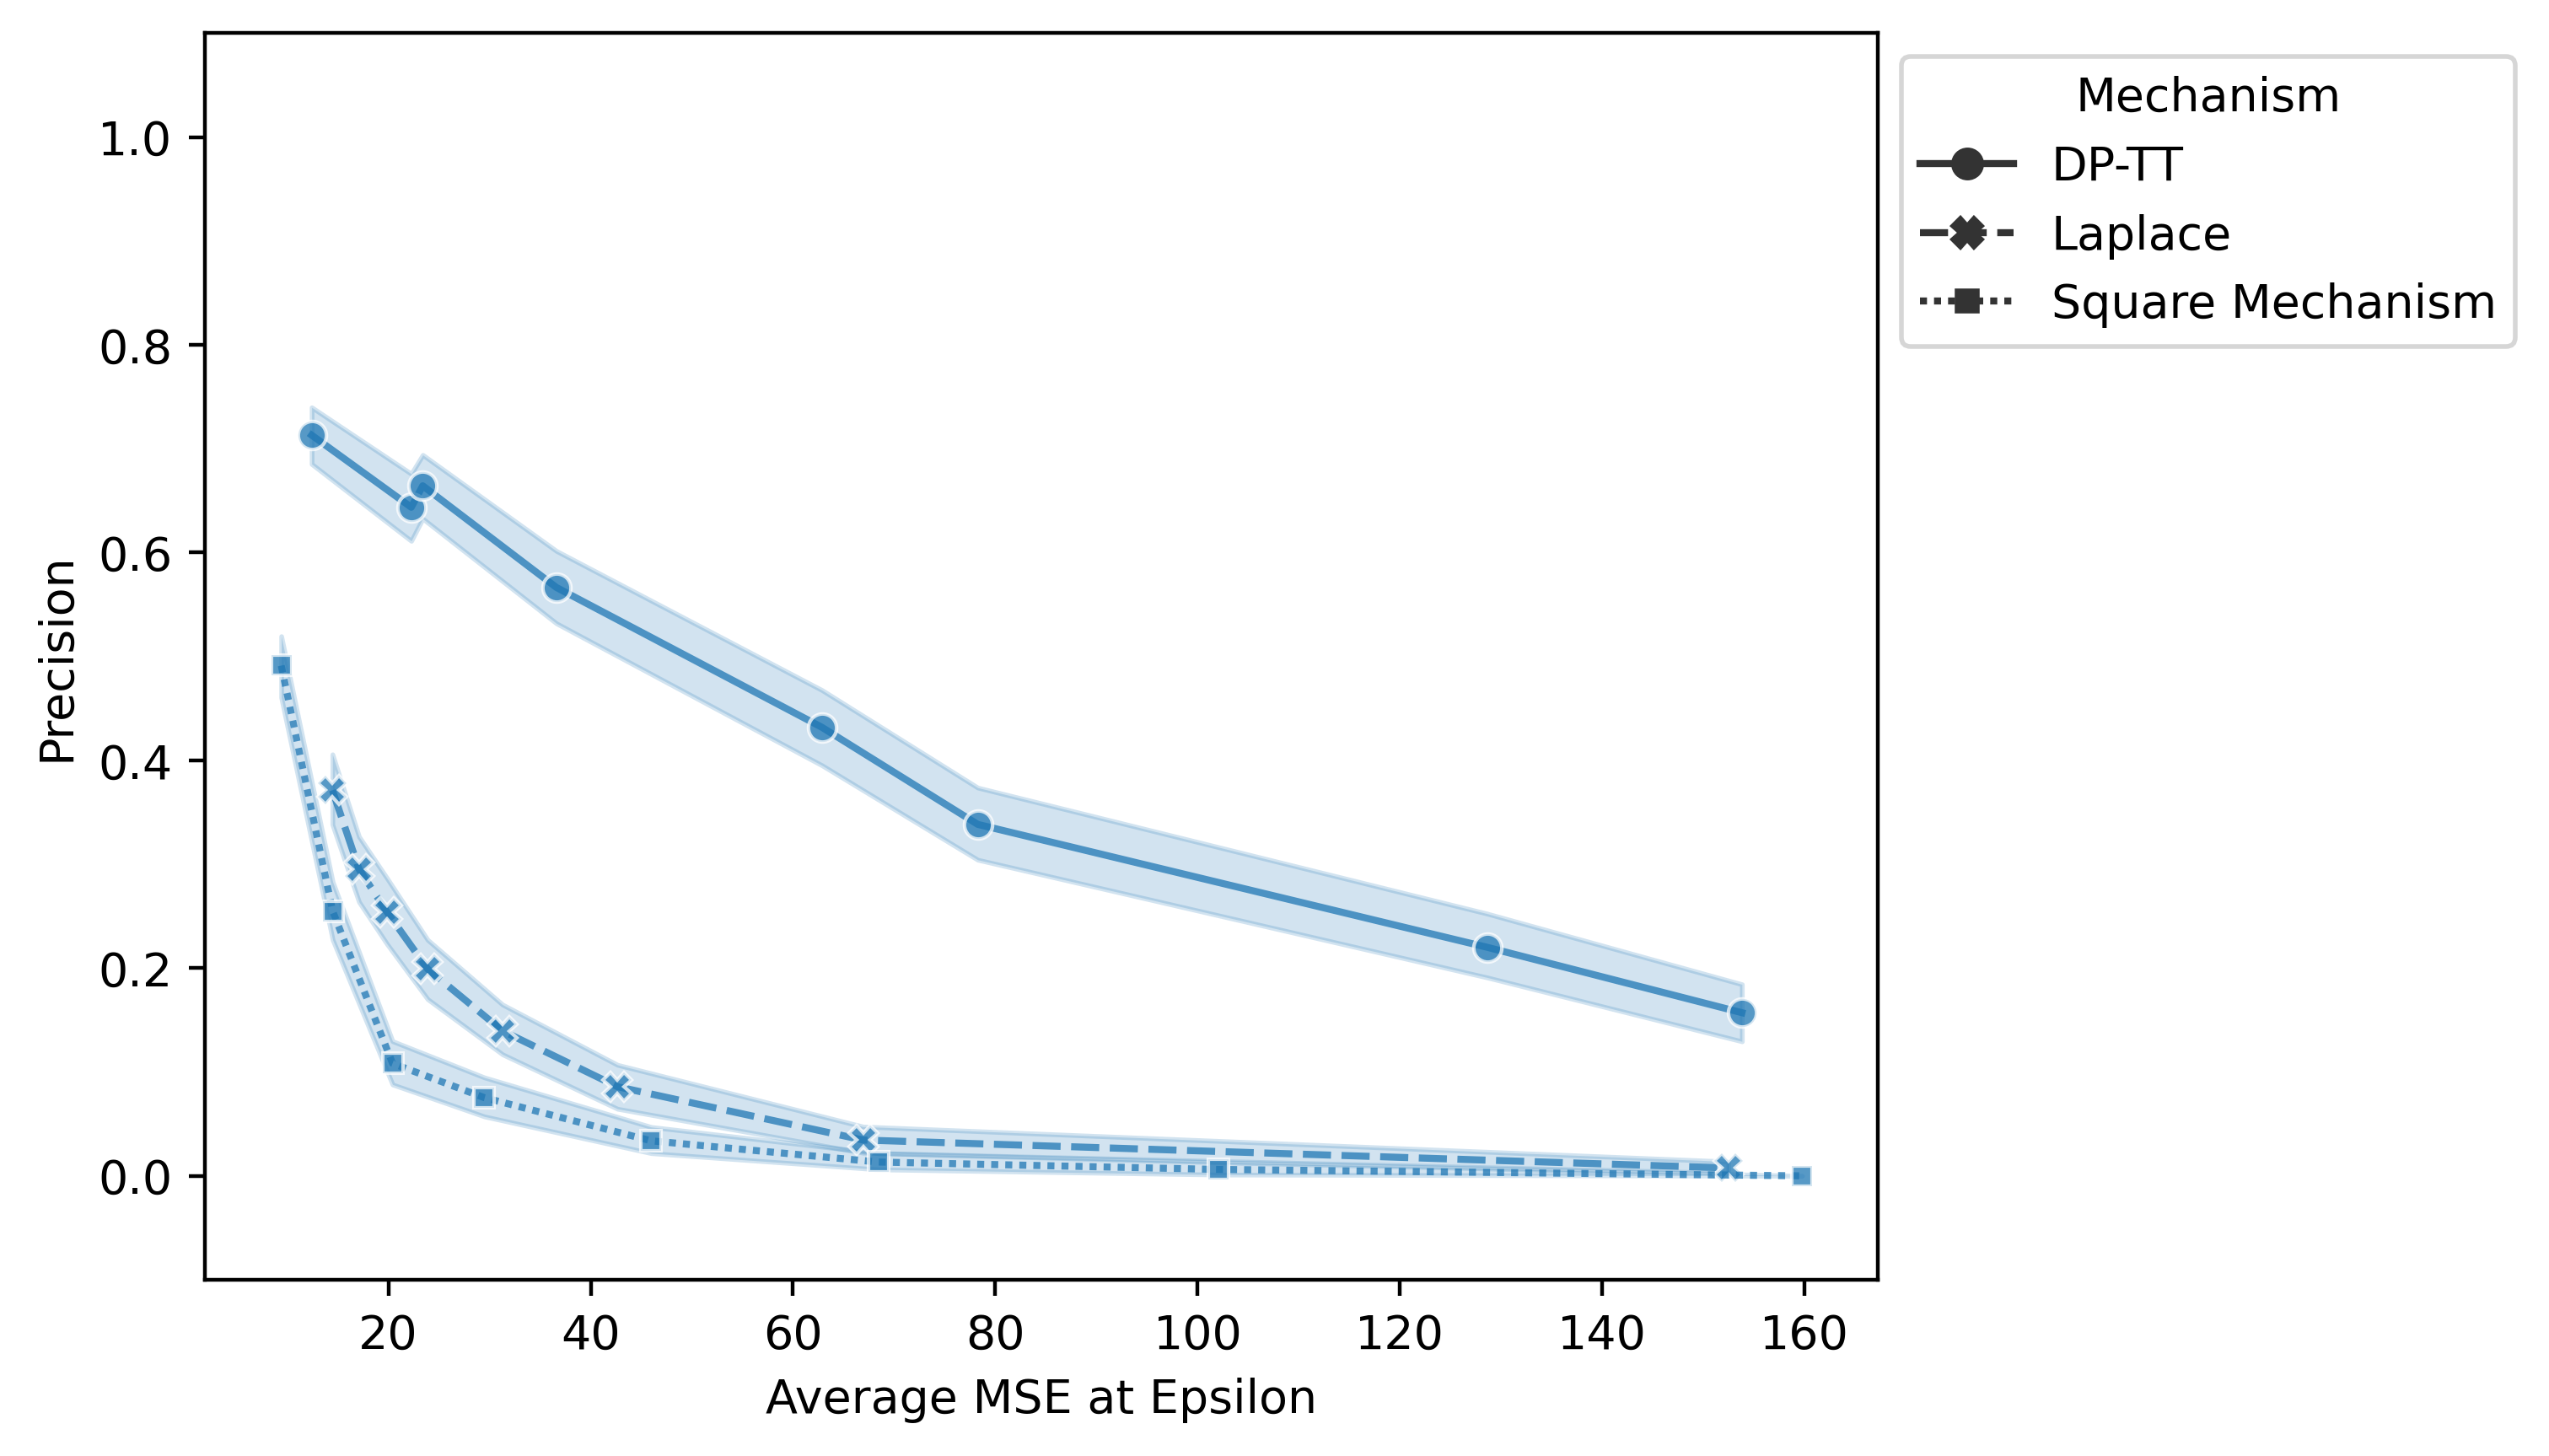 Mechanism
DP-TT
Laplace
Square Mechanism
Precision
1.0
0.8
0.6
0.4
0.2
0.0
20 40 60 80 100 120 140 160
Average MSE at Epsilon